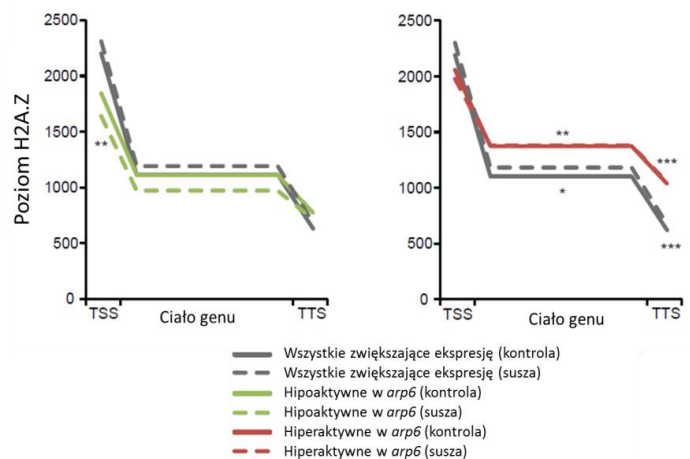 Poziom H2A.Z
2500
2000
1500
1000
500
0
**
TSS
Ciało genu
TTS
2500
2000
1500
1000
500
0
**
***
*
***
TSS
Ciało genu
TTS
Wszystkie zwiększające ekspresję (kontrola)
Wszystkie zwiększające ekspresję (susza)
Hipoaktywne w arp6 (kontrola)
Hipoaktywne w arp6 (susza)
Hiperaktywne w arp6 (kontrola)
Hiperaktywne w arp6 (susza)